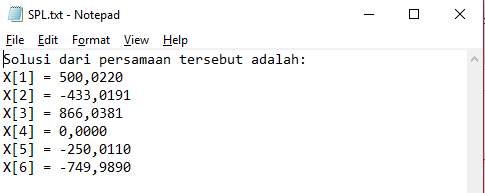 SPL.txt - Notepad
File Edit Format View Help
Solusi dari persamaan tersebut adalah:
X[1] = 500,0220
X[2] = -433,0191
X[3] = 866,0381
X[4] = 0,0000
X[5] = -250,0110
X[6] = -749,9890